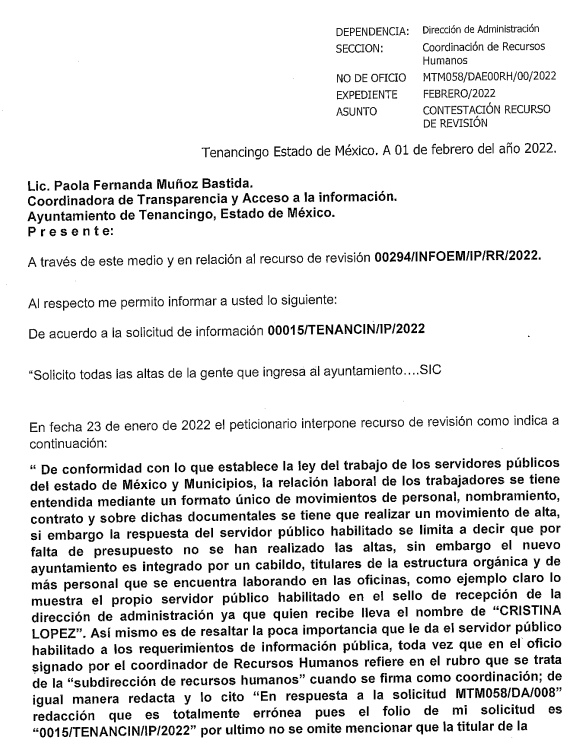 DEPENDENCIA: Dirección de Administración
SECCION: Coordinación de Recursos
Humanos
NO DE OFICIO MTM058/DAE00RH/00/2022
EXPEDIENTE FEBRERO/2022
ASUNTO CONTESTACIÓN RECURSO
DE REVISIÓN
Tenancingo Estado de México. A 01 de febrero del año 2022.
Lic. Paola Fernanda Muñoz Bastida.
Coordinadora de Transparencia y Acceso a la información.
Ayuntamiento de Tenancingo, Estado de México.
P r e s e n t e:
A través de este medio y en relación al recurso de revisión 00294/INFOEM/IP/RR/2022.
Al respecto me permito informar a usted lo siguiente:
De acuerdo a la solicitud de información 00015/TENANCIN/IP/2022
“Solicito todas las altas de la gente que ingresa al ayuntamiento….SIC
En fecha 23 de enero de 2022 el peticionario interpone recurso de revisión como indica a
continuación:
“ De conformidad con lo que establece la ley del trabajo de los servidores públicos
del estado de México y Municipios, la relación laboral de los trabajadores se tiene
entendida mediante un formato único de movimientos de personal, nombramiento,
contrato y sobre dichas documentales se tiene que realizar un movimiento de alta,
si embargo la respuesta del servidor público habilitado se limita a decir que por
falta de presupuesto no se han realizado las altas, sin embargo el nuevo
ayuntamiento es integrado por un cabildo, titulares de la estructura orgánica y de
más personal que se encuentra laborando en las oficinas, como ejemplo claro lo
muestra el propio servidor público habilitado en el sello de recepción de la
dirección de administración ya que quien recibe lleva el nombre de “CRISTINA
LOPEZ”. Así mismo es de resaltar la poca importancia que le da el servidor público
habilitado a los requerimientos de información pública, toda vez que en el oficio
signado por el coordinador de Recursos Humanos refiere en el rubro que se trata
de la “subdirección de recursos humanos” cuando se firma como coordinación; de
igual manera redacta y lo cito “En respuesta a la solicitud MTM058/DA/008”
redacción que es totalmente errónea pues el folio de mi solicitud es
“0015/TENANCIN/IP/2022” por ultimo no se omite mencionar que la titular de la